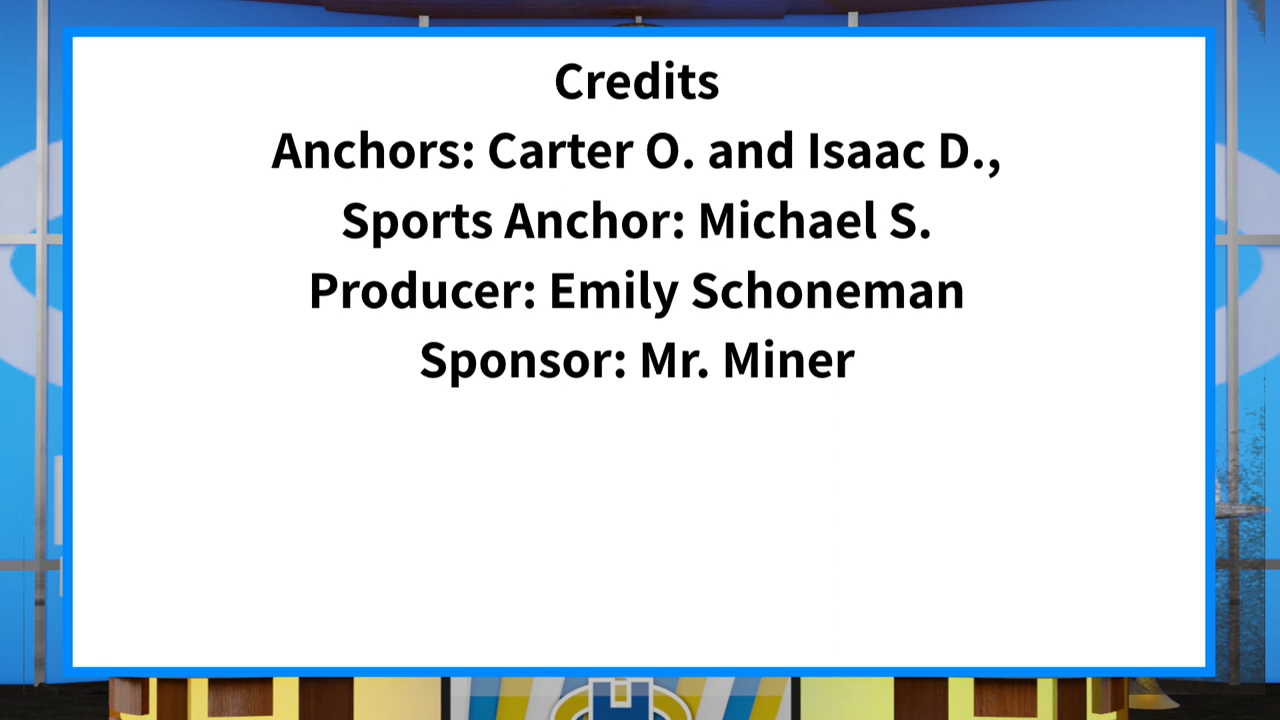 Credits
Anchors: Carter O. and Isaac D.,
Sports Anchor: Michael S.
Producer: Emily Schoneman
Sponsor: Mr. Miner